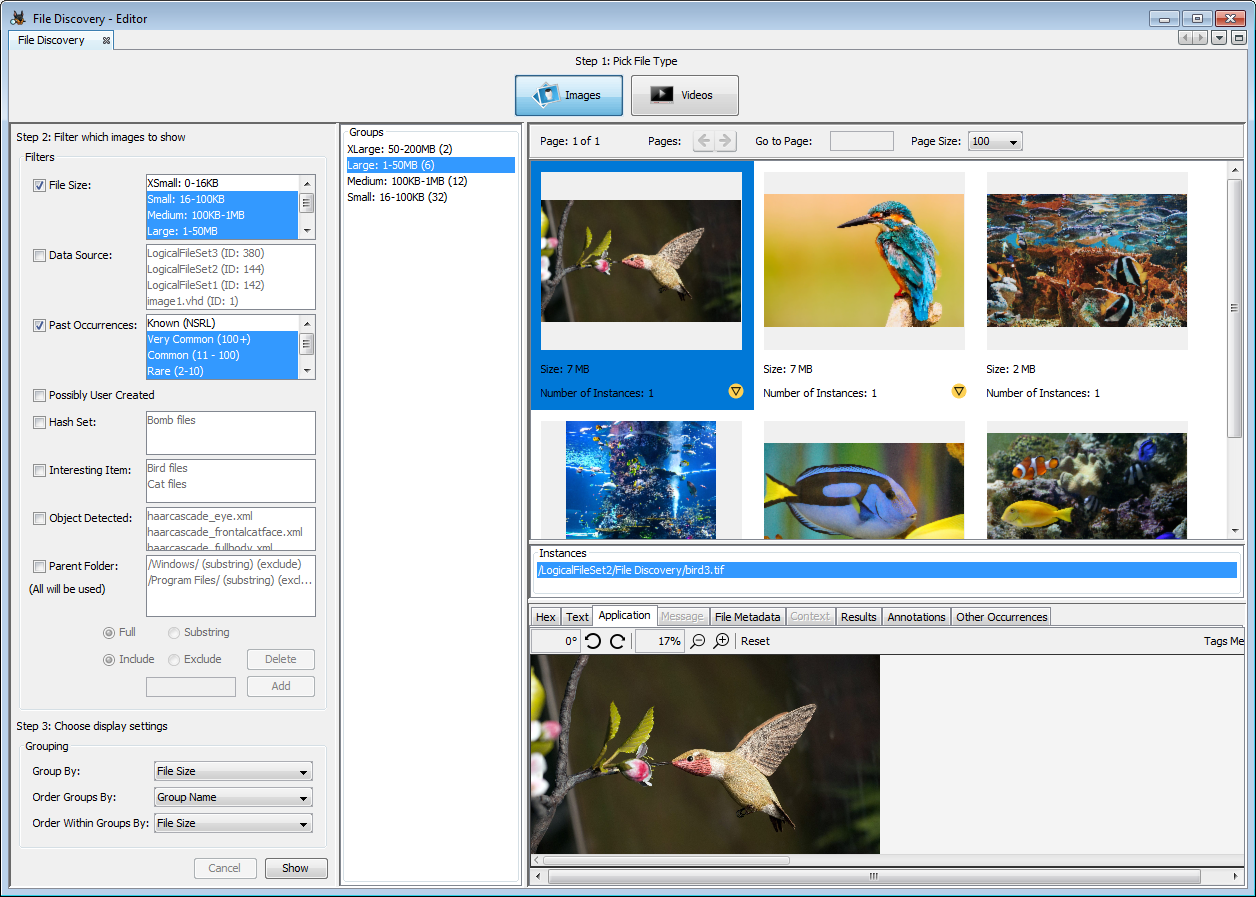 File Discovery - Editor
File Discovery
Step 1: Pick File Type
Images
Videos
Step 2: Filter which images to show
Filters
File Size:
XSmall: 0-16KB
Small: 16-100KB
Medium: 100KB-1MB
Large: 1-50MB
Data Source:
LogicalFileSet3 (ID: 380)
LogicalFileSet2 (ID: 144)
LogicalFileSet1 (ID: 142)
image1.vhd (ID: 1)
Past Occurrences:
Known (NSRL)
Very Common (100+)
Common (11 - 100)
Rare (2-10)
Possibly User Created
Hash Set:
Bomb files
Interesting Item:
Bird files
Cat files
Object Detected:
haarcascade_eye.xml
haarcascade_frontalcatface.xml
haarcascade_fullbody.xml
Parent Folder:
(All will be used)
/Windows/ (substring) (exclude)
/Program Files/ (substring) (excl...
Full
Substring
Include
Exclude
Delete
Add
Step 3: Choose display settings
Grouping
Group By:
File Size
Order Groups By:
Group Name
Order Within Groups By:
File Size
Cancel
Show
Groups
XLarge: 50-200MB (2)
Large: 1-50MB (6)
Medium: 100KB-1MB (12)
Small: 16-100KB (32)
Page: 1 of 1
Pages:
Go to Page:
Page Size:
100
Size: 7 MB
Number of Instances: 1
Size: 7 MB
Number of Instances: 1
Size: 2 MB
Number of Instances: 1
Instances
/LogicalFileSet2/File Discovery/bird3.tif
Hex
Text
Application
Message
File Metadata
Context
Results
Annotations
Other Occurrences
0°
17%
Reset
Tags Me